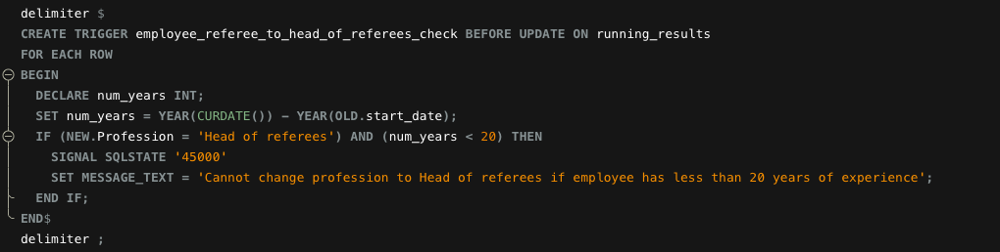 delimiter $
CREATE TRIGGER employee_referee_to_head_of_referees_check BEFORE UPDATE ON running_results
FOR EACH ROW
BEGIN
  DECLARE num_years INT;
  SET num_years = YEAR(CURDATE()) - YEAR(OLD.start_date);
  IF (NEW.Profession = 'Head of referees') AND (num_years < 20) THEN
    SIGNAL SQLSTATE '45000'
    SET MESSAGE_TEXT = 'Cannot change profession to Head of referees if employee has less than 20 years of experience';
  END IF;
END$
delimiter ;